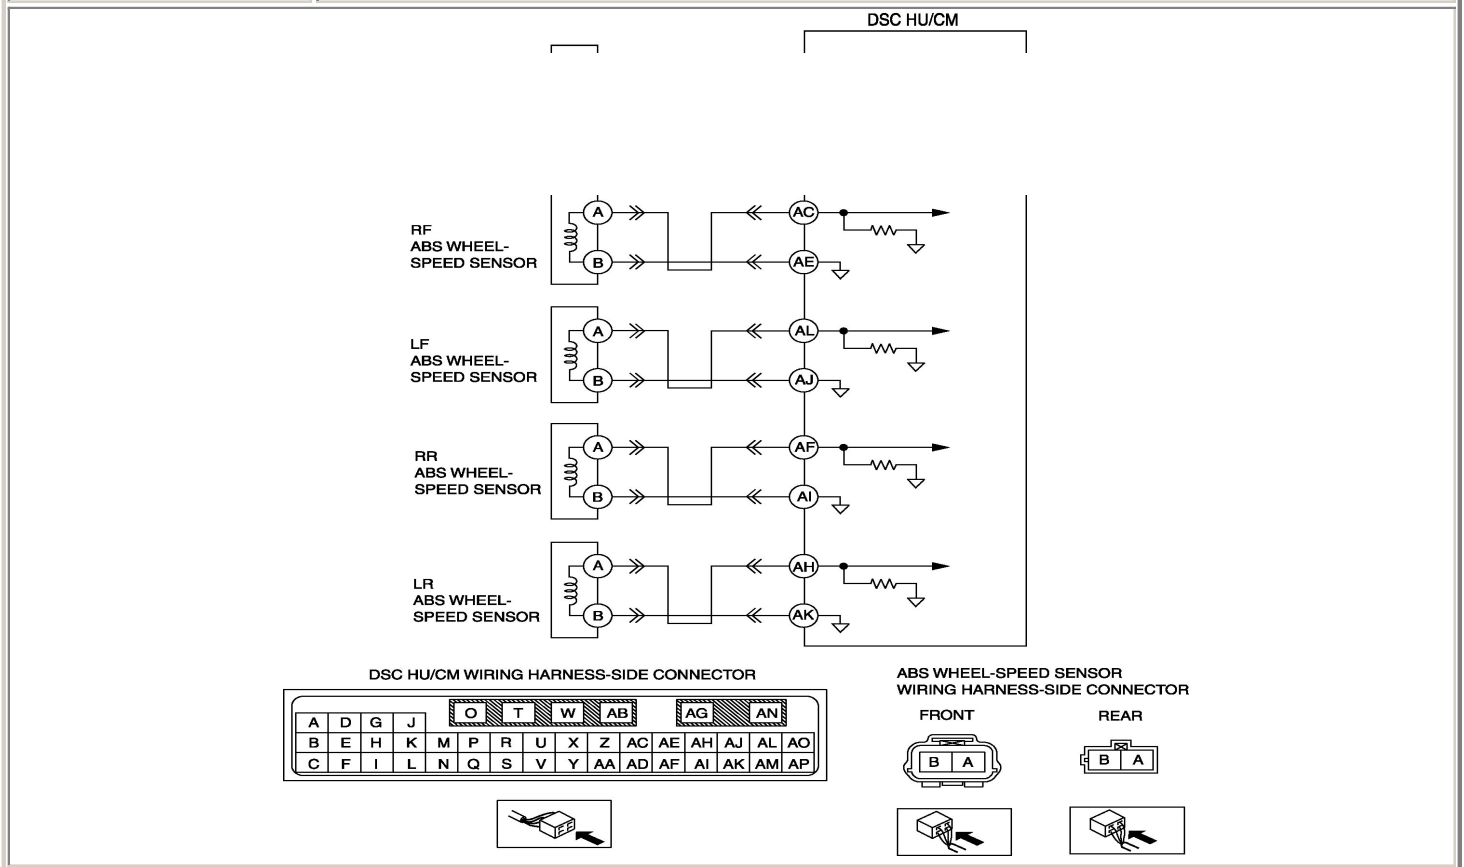 DSC HU/CM
RF
ABS WHEEL-
SPEED SENSOR
A
B
AC
AE
LF
ABS WHEEL-
SPEED SENSOR
A
B
AL
AJ
RR
ABS WHEEL-
SPEED SENSOR
A
B
AF
AI
LR
ABS WHEEL-
SPEED SENSOR
A
B
AH
AK
DSC HU/CM WIRING HARNESS-SIDE CONNECTOR
O T W AB AG AN
A D G J
B E H K M P R U X Z AC AE AH AJ AL AO
C F I L N Q S V Y AA AD AF AI AK AM AP
ABS WHEEL-SPEED SENSOR
WIRING HARNESS-SIDE CONNECTOR
FRONT
B A
REAR
B A